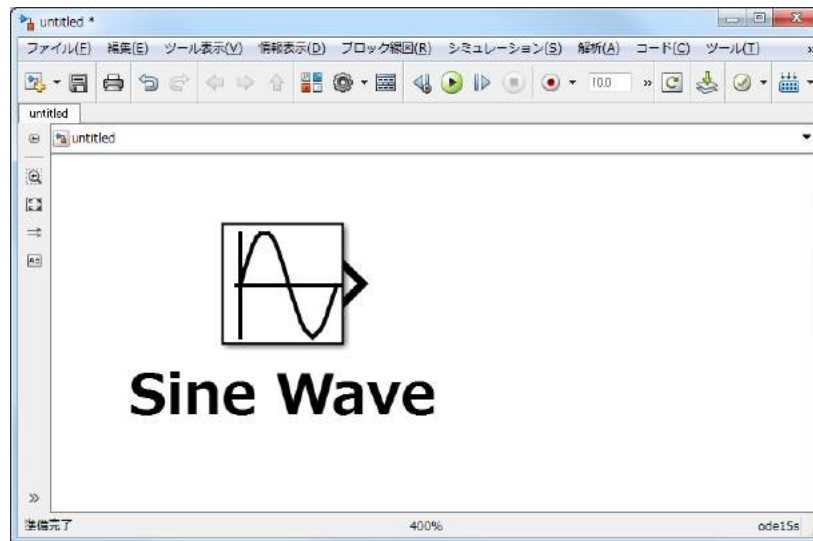 untitled *
ファイル(F) 編集(E) ツール表示(V) 情報表示(D) ブロック線図(R) シミュレーション(S) 解析(A) コード(C) ツール(T) »
10.0 »
untitled
untitled
Sine Wave
»
準備完了 400% ode15s